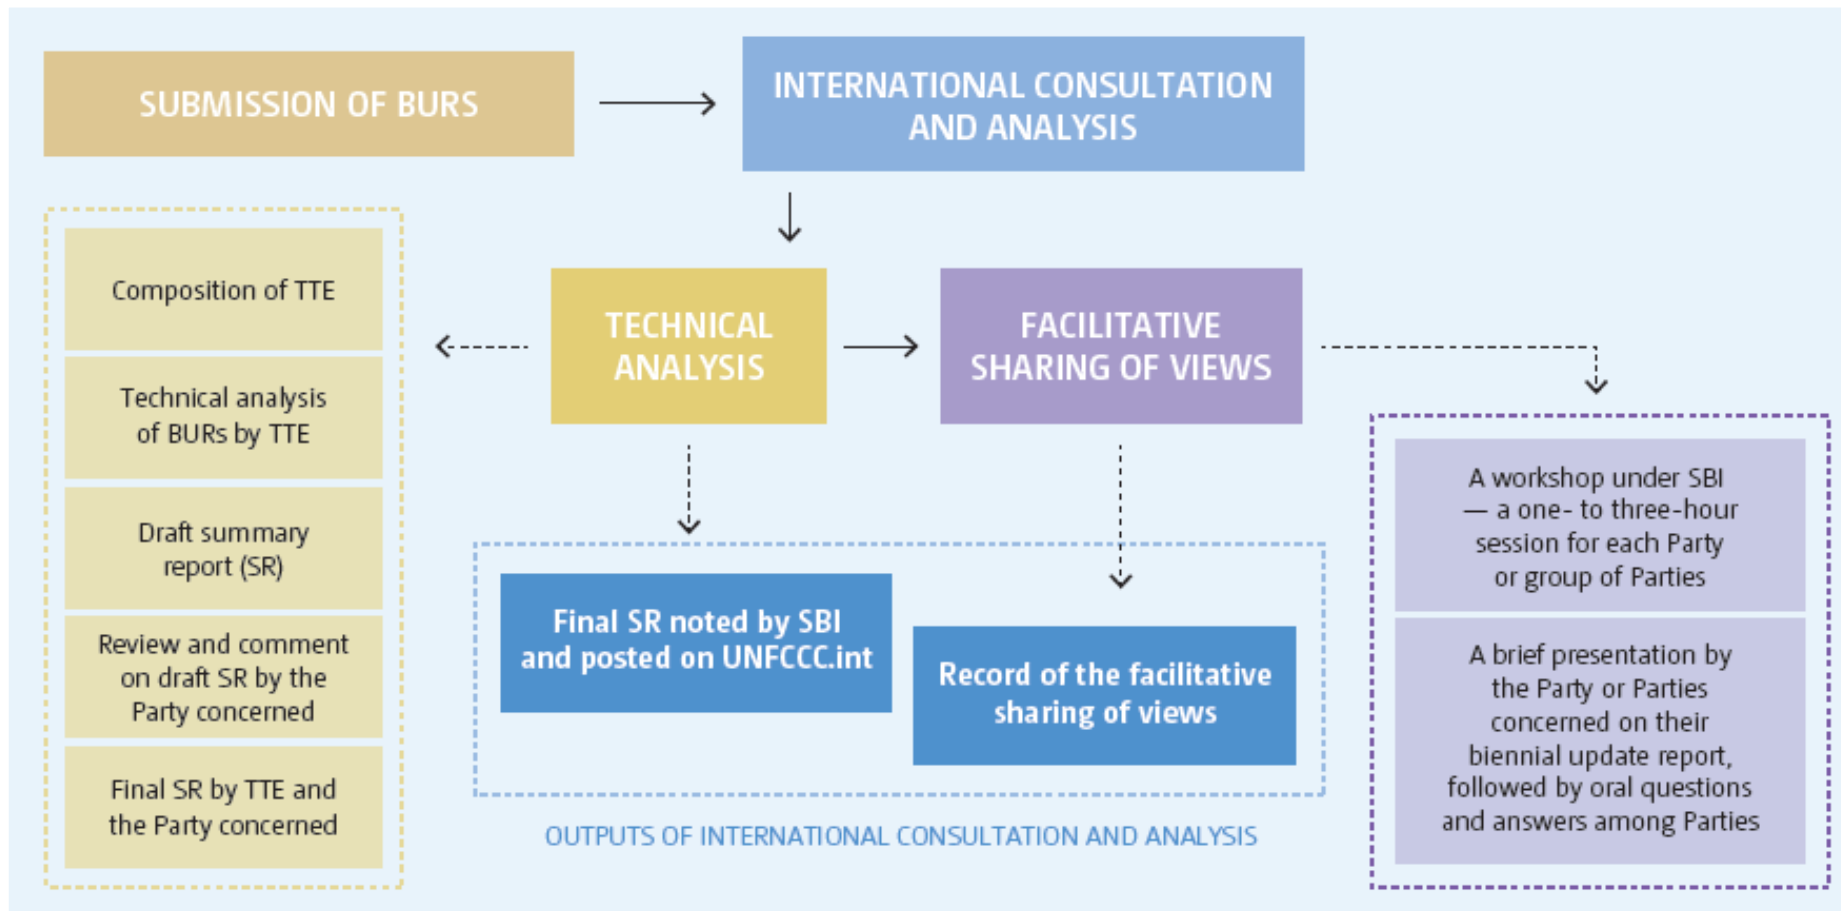 SUBMISSION OF BURS
INTERNATIONAL CONSULTATION
AND ANALYSIS
Composition of TTE
Technical analysis
of BURs by TTE
Draft summary
report (SR)
Review and comment
on draft SR by the
Party concerned
Final SR by TTE and
the Party concerned
TECHNICAL
ANALYSIS
FACILITATIVE
SHARING OF VIEWS
Final SR noted by SBI
and posted on UNFCCC.int
Record of the facilitative
sharing of views
OUTPUTS OF INTERNATIONAL CONSULTATION AND ANALYSIS
A workshop under SBI
— a one- to three-hour
session for each Party
or group of Parties
A brief presentation by
the Party or Parties
concerned on their
biennial update report,
followed by oral questions
and answers among Parties